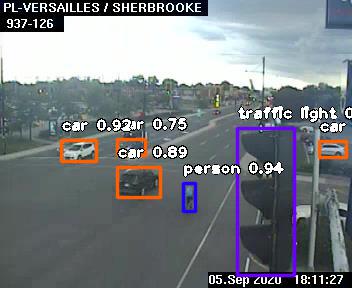 PL-VERSAILLES / SHERBROOKE
937-126
traffic light 0
car 0.92
car 0.75
car
car 0.89
person 0.94
05.Sep 2020 18:11:27